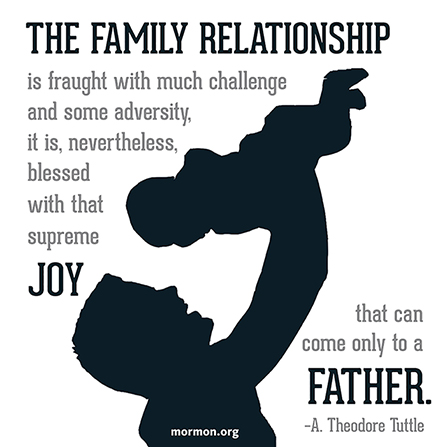 THE FAMILY RELATIONSHIP
is fraught with much challenge
and some adversity,
it is, nevertheless,
blessed
with that
supreme
JOY
that can
come only to a
FATHER.
-A. Theodore Tuttle
mormon.org